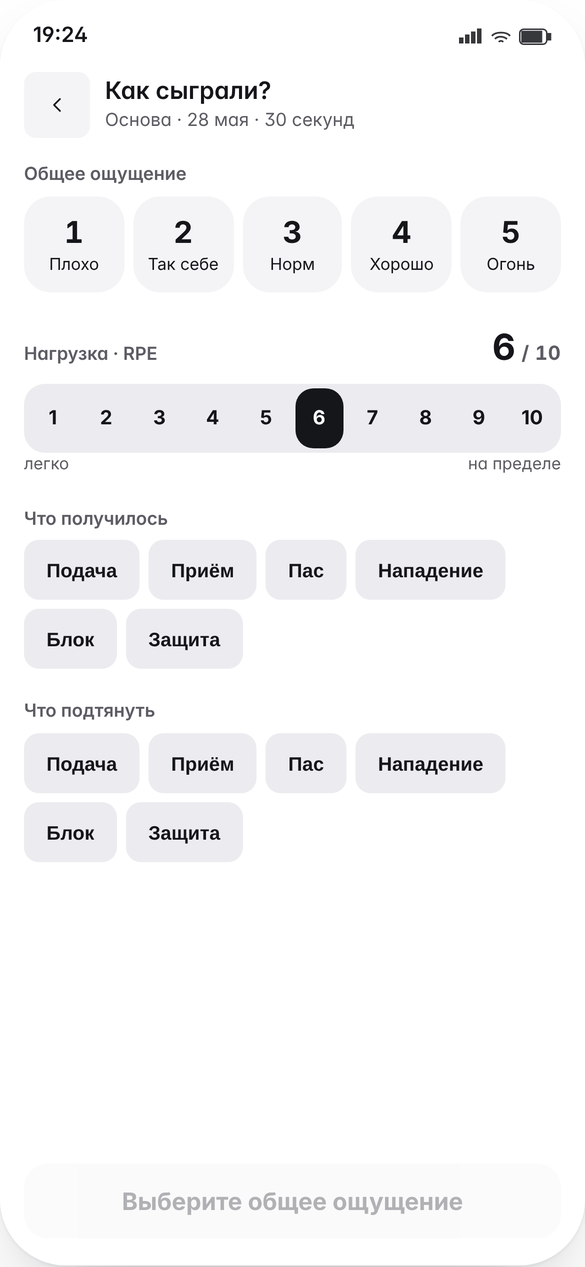 19:24
Как сыграли?
Основа · 28 мая · 30 секунд
Общее ощущение
1 2 3 4 5
Плохо Так себе Норм Хорошо Огонь
Нагрузка · RPE 6 / 10
1 2 3 4 5 6 7 8 9 10
легко на пределе
Что получилось
Подача Приём Пас Нападение
Блок Защита
Что подтянуть
Подача Приём Пас Нападение
Блок Защита
Выберите общее ощущение